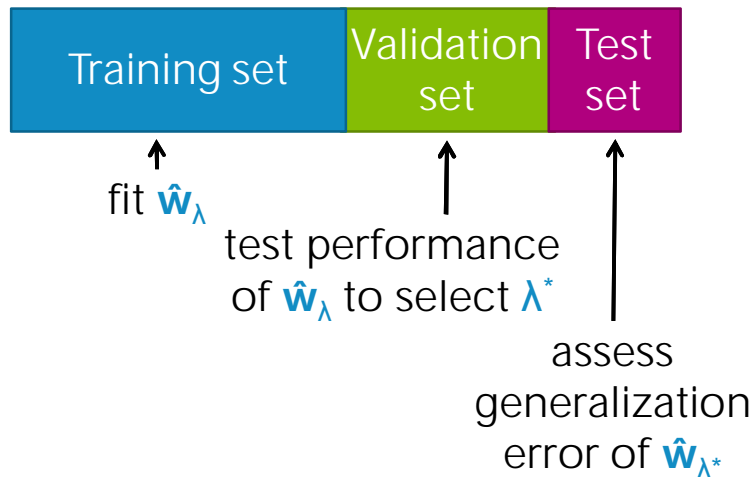 Training set
Validation
set
Test
set
fit ŵλ
test performance
of ŵλ to select λ*
assess
generalization
error of ŵλ*